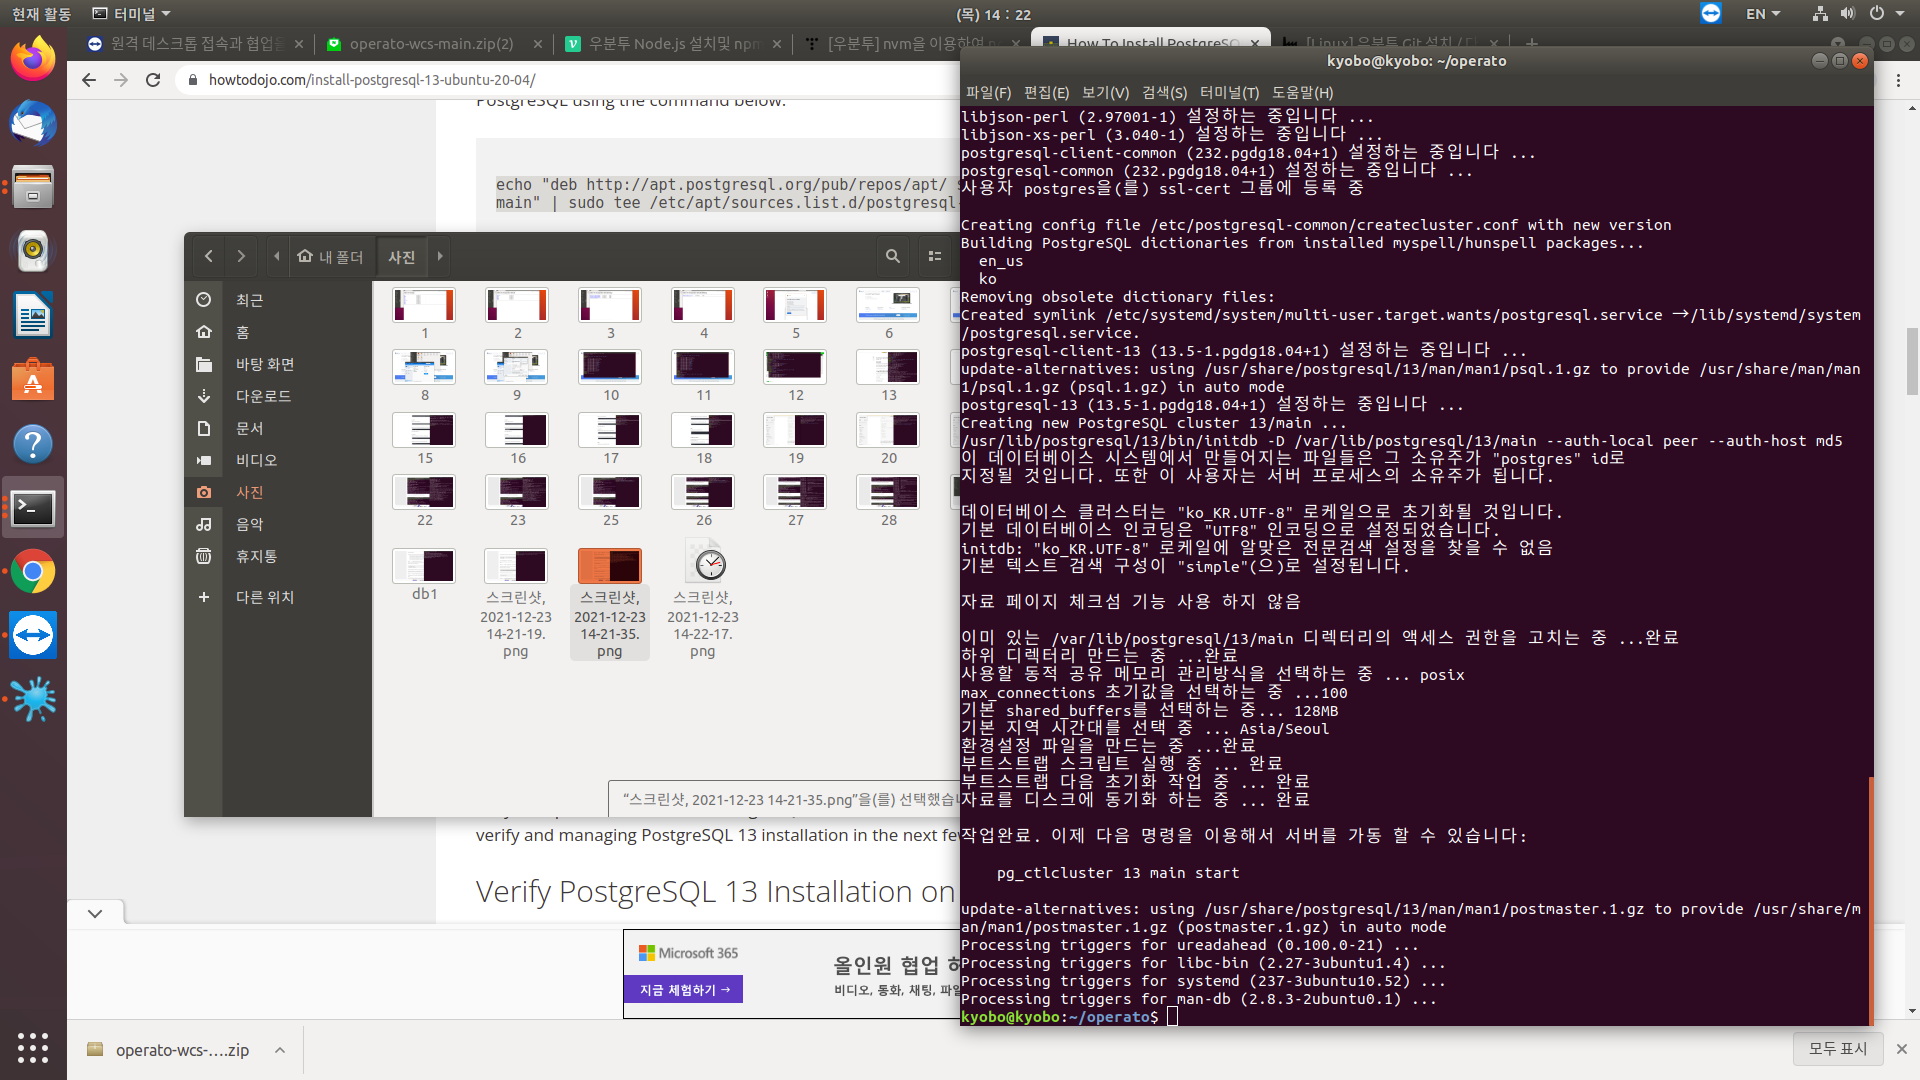 현재 활동
터미널
(목) 14 : 22
EN
원격 데스크톱 접속과 협업을
operato-wcs-main.zip(2)
우분투 Node.js 설치및 npm
[우분투] nvm을 이용하여 n
How To Install PostgreSQ
[Linux] 우분투 Git 설치 / 디
howtodojo.com/install-postgresql-13-ubuntu-20-04/
PostgreSQL using the command below.
echo "deb http://apt.postgresql.org/pub/repos/apt/
main" | sudo tee /etc/apt/sources.list.d/postgresql-
내 폴더
사진
최근
홈
바탕 화면
다운로드
문서
비디오
사진
음악
휴지통
다른 위치
1
2
3
4
5
6
8
9
10
11
12
13
15
16
17
18
19
20
22
23
25
26
27
28
db1
스크린샷, 2021-12-23 14-21-19.png
스크린샷, 2021-12-23 14-21-35.png
스크린샷, 2021-12-23 14-22-17.png
“스크린샷, 2021-12-23 14-21-35.png”을(를) 선택했습니
verify and managing PostgreSQL 13 installation in the next few
Verify PostgreSQL 13 Installation on
Microsoft 365
지금 체험하기 →
올인원 협업 허
비디오, 통화, 채팅, 파일
operato-wcs-....zip
모두 표시
kyobo@kyobo: ~/operato
파일(F) 편집(E) 보기(V) 검색(S) 터미널(T) 도움말(H)
libjson-perl (2.97001-1) 설정하는 중입니다 ...
libjson-xs-perl (3.040-1) 설정하는 중입니다 ...
postgresql-client-common (232.pgdg18.04+1) 설정하는 중입니다 ...
postgresql-common (232.pgdg18.04+1) 설정하는 중입니다 ...
사용자 postgres을(를) ssl-cert 그룹에 등록 중
Creating config file /etc/postgresql-common/createcluster.conf with new version
Building PostgreSQL dictionaries from installed myspell/hunspell packages...
en_us
ko
Removing obsolete dictionary files:
Created symlink /etc/systemd/system/multi-user.target.wants/postgresql.service →/lib/systemd/system
/postgresql.service.
postgresql-client-13 (13.5-1.pgdg18.04+1) 설정하는 중입니다 ...
update-alternatives: using /usr/share/postgresql/13/man/man1/psql.1.gz to provide /usr/share/man/man
1/psql.1.gz (psql.1.gz) in auto mode
postgresql-13 (13.5-1.pgdg18.04+1) 설정하는 중입니다 ...
Creating new PostgreSQL cluster 13/main ...
/usr/lib/postgresql/13/bin/initdb -D /var/lib/postgresql/13/main --auth-local peer --auth-host md5
이 데이터베이스 시스템에서 만들어지는 파일들은 그 소유주가 "postgres" id로
지정될 것입니다. 또한 이 사용자는 서버 프로세스의 소유주가 됩니다.
데이터베이스 클러스터는 "ko_KR.UTF-8" 로케일으로 초기화될 것입니다.
기본 데이터베이스 인코딩은 "UTF8" 인코딩으로 설정되었습니다.
initdb: "ko_KR.UTF-8" 로케일에 알맞은 전문검색 설정을 찾을 수 없음
기본 텍스트 검색 구성이 "simple"(으)로 설정됩니다.
자료 페이지 체크섬 기능 사용 하지 않음
이미 있는 /var/lib/postgresql/13/main 디렉터리의 액세스 권한을 고치는 중 ...완료
하위 디렉터리 만드는 중 ...완료
사용할 동적 공유 메모리 관리방식을 선택하는 중 ... posix
max_connections 초기값을 선택하는 중 ...100
기본 shared_buffers를 선택하는 중... 128MB
기본 지역 시간대를 선택 중 ... Asia/Seoul
환경설정 파일을 만드는 중 ...완료
부트스트랩 스크립트 실행 중 ... 완료
부트스트랩 다음 초기화 작업 중 ... 완료
자료를 디스크에 동기화 하는 중 ... 완료
작업완료. 이제 다음 명령을 이용해서 서버를 가동 할 수 있습니다:
pg_ctlcluster 13 main start
update-alternatives: using /usr/share/postgresql/13/man/man1/postmaster.1.gz to provide /usr/share/m
an/man1/postmaster.1.gz (postmaster.1.gz) in auto mode
Processing triggers for ureadahead (0.100.0-21) ...
Processing triggers for libc-bin (2.27-3ubuntu1.4) ...
Processing triggers for systemd (237-3ubuntu10.52) ...
Processing triggers for man-db (2.8.3-2ubuntu0.1) ...
kyobo@kyobo:~/operato$